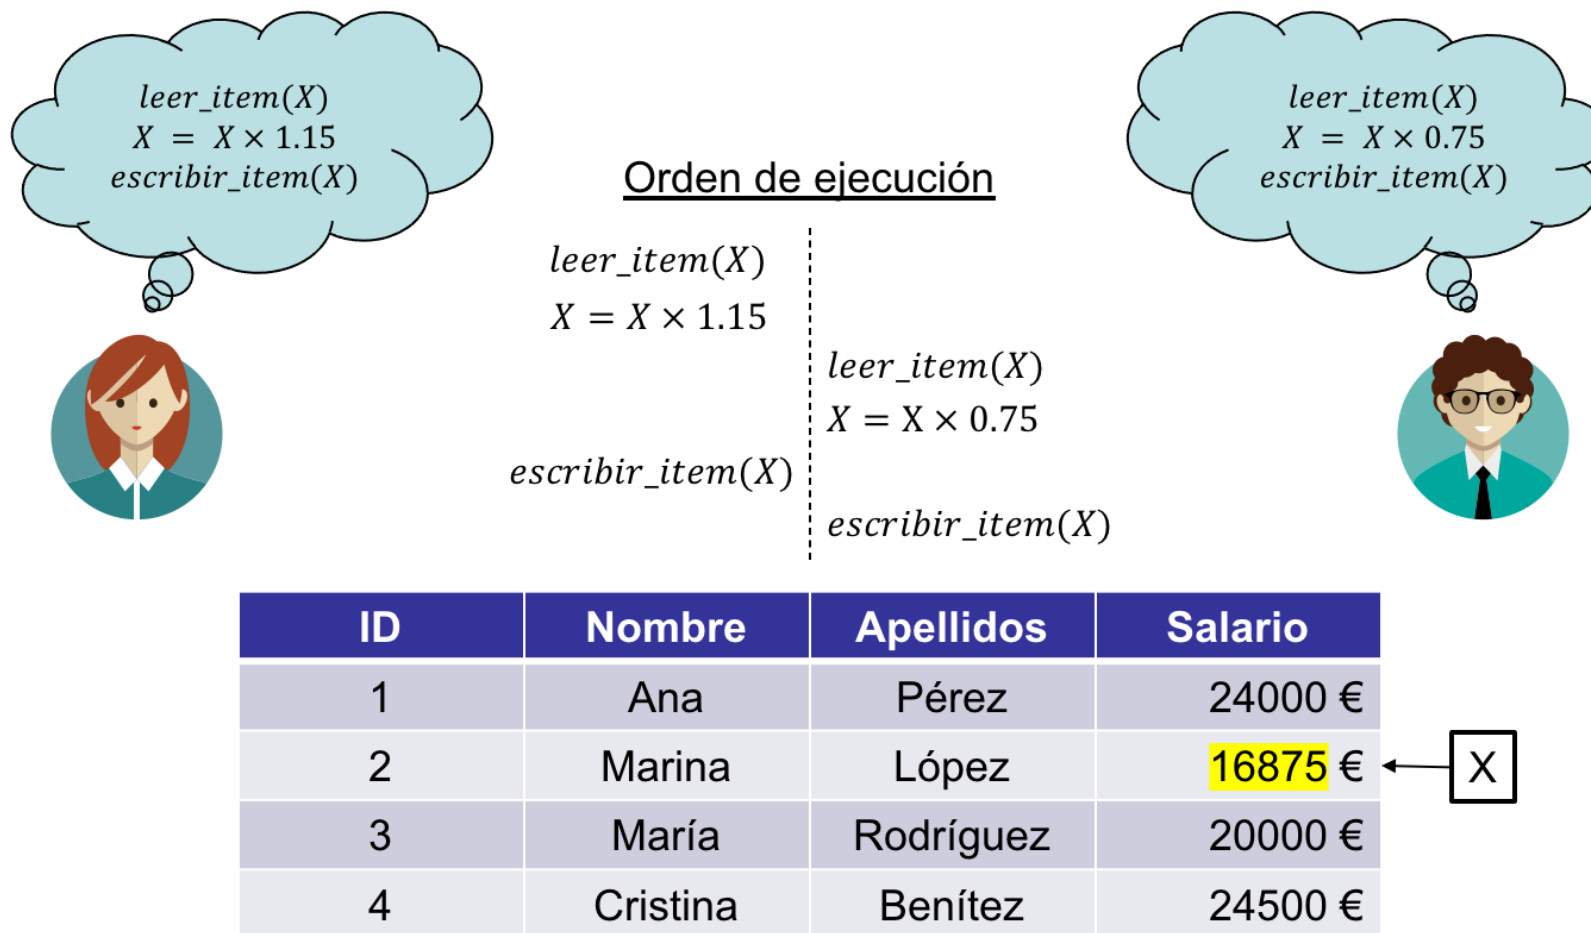 leer_item(X)
X = X × 1.15
escribir_item(X)
leer_item(X)
X = X × 0.75
escribir_item(X)
Orden de ejecución
leer_item(X)
X = X × 1.15
leer_item(X)
X = X × 0.75
escribir_item(X)
escribir_item(X)
ID Nombre Apellidos Salario
1 Ana Pérez 24000 €
2 Marina López 16875 € X
3 María Rodríguez 20000 €
4 Cristina Benítez 24500 €